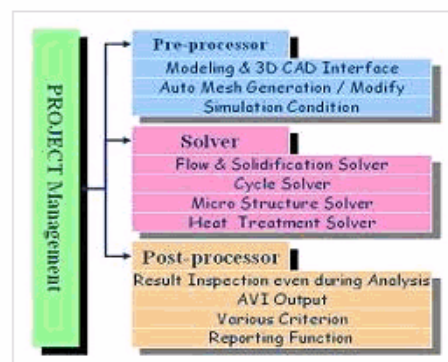 PROJECT Management
Pre-processor
Modeling & 3D CAD Interface
Auto Mesh Generation / Modify
Simulation Condition
Solver
Flow & Solidification Solver
Cycle Solver
Micro Structure Solver
Heat Treatment Solver
Post-processor
Result Inspection even during Analysis
AVI Output
Various Criterion
Reporting Function